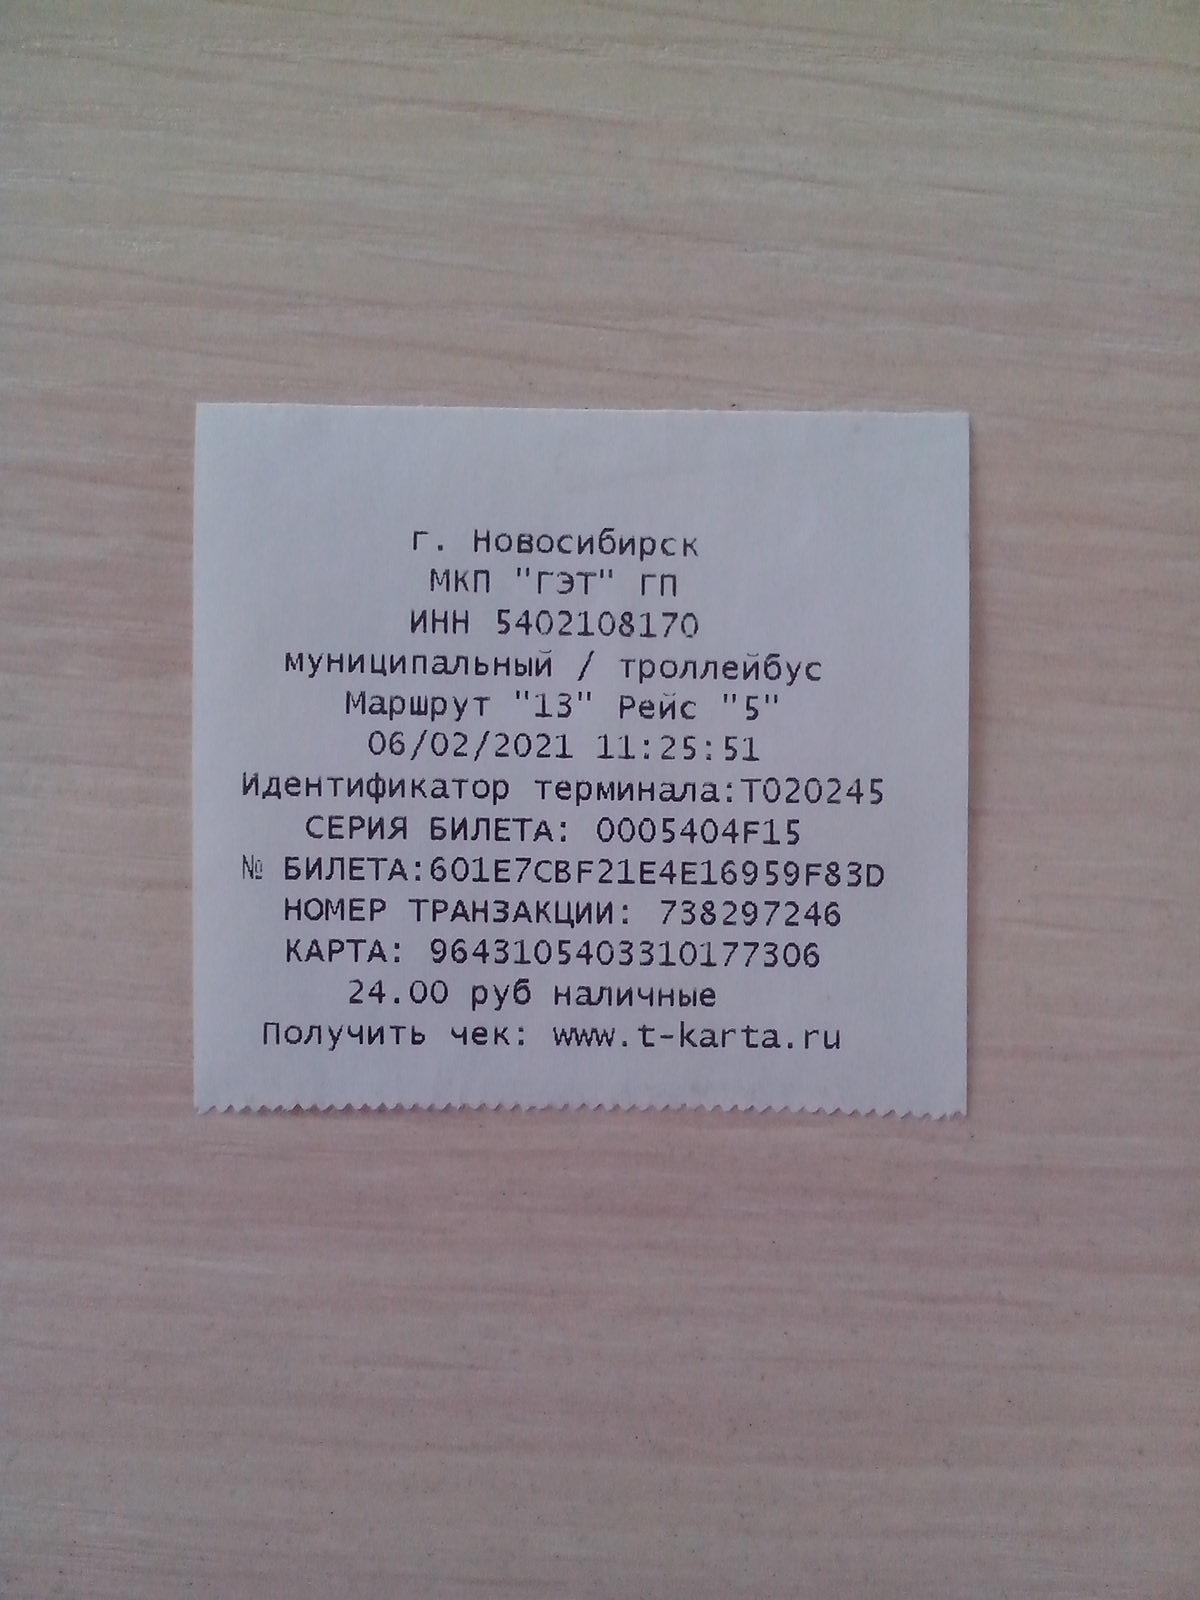 г. Новосибирск
МКП "ГЭТ" ГП
ИНН 5402108170
муниципальный / троллейбус
Маршрут "13" Рейс "5"
06/02/2021 11:25:51
Идентификатор терминала:T020245
СЕРИЯ БИЛЕТА: 0005404F15
№ БИЛЕТА:601E7CBF21E4E16959F83D
НОМЕР ТРАНЗАКЦИИ: 738297246
КАРТА: 9643105403310177306
24.00 руб наличные
Получить чек: www.t-karta.ru